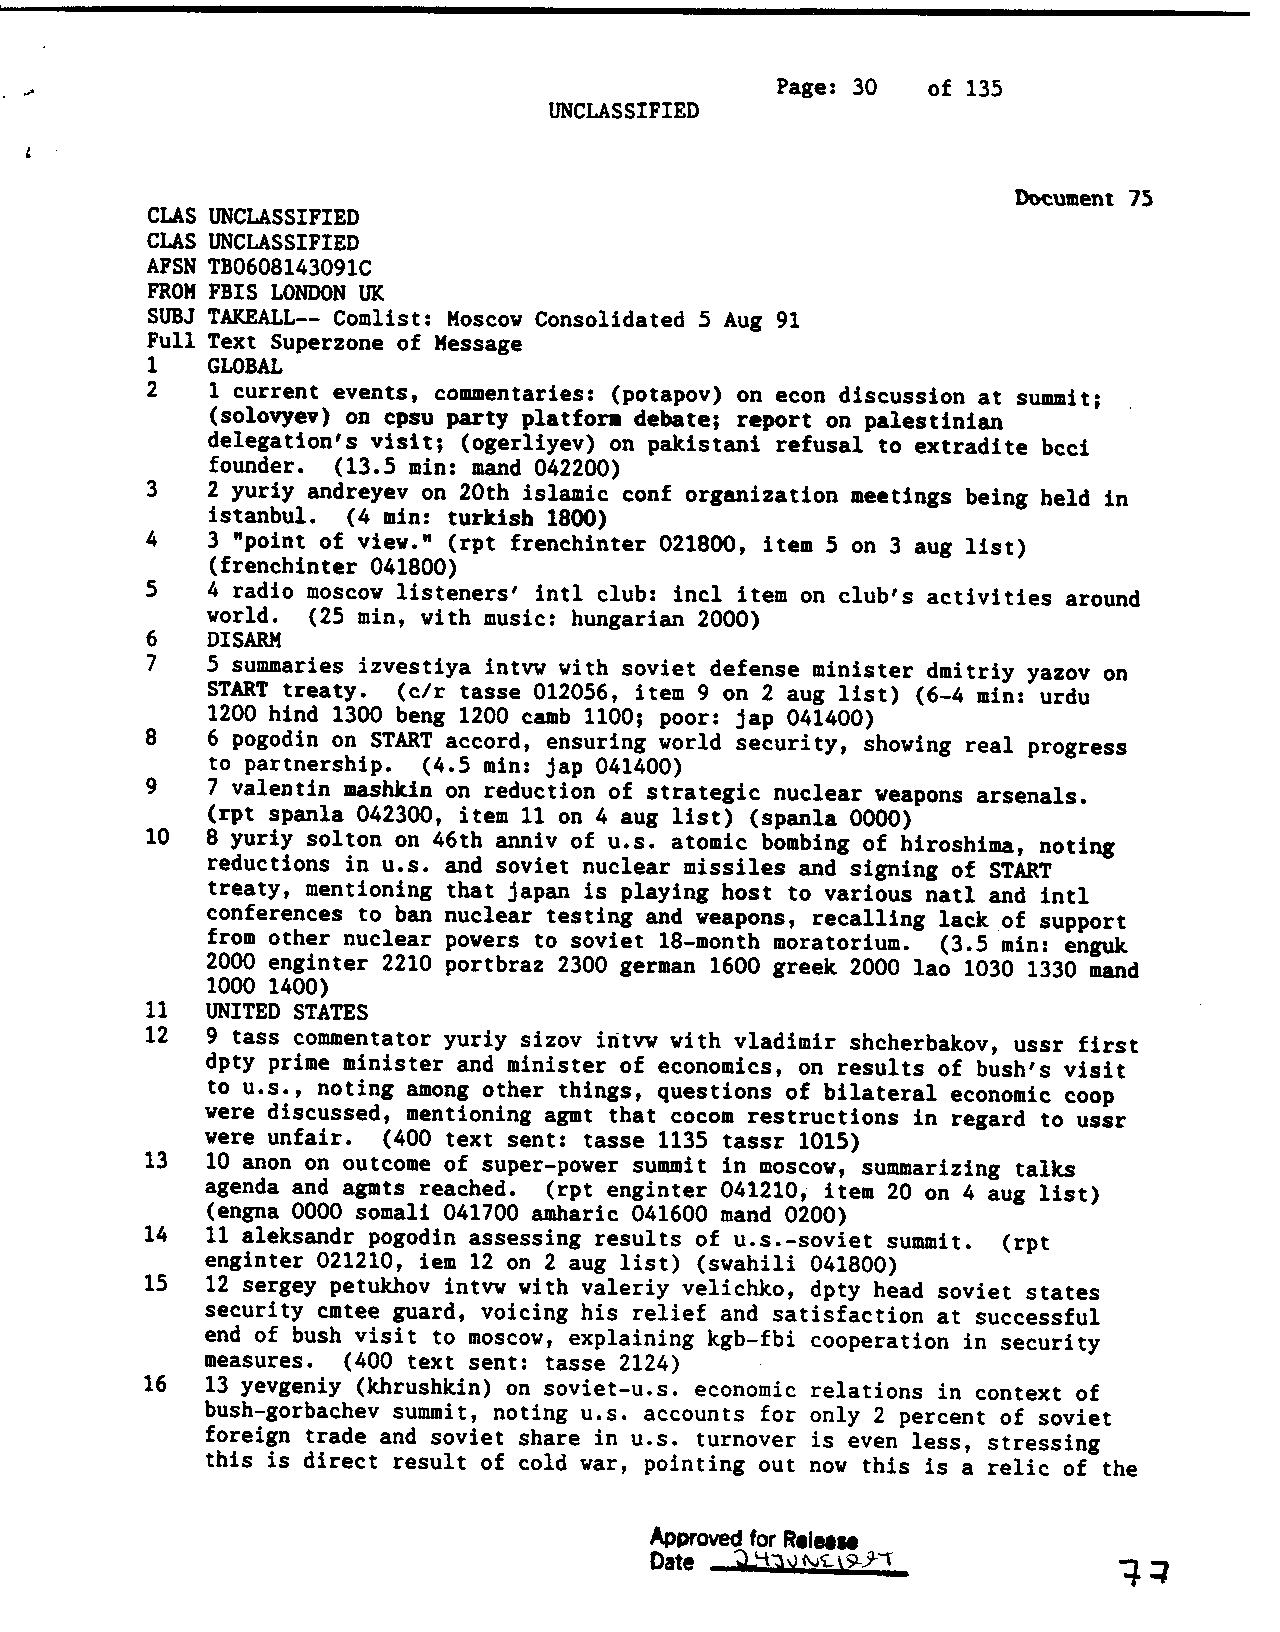 Page: 30 of 135
UNCLASSIFIED
Document 75
CLAS UNCLASSIFIED
CLAS UNCLASSIFIED
AFSN TB0608143091C
FROM FBIS LONDON UK
SUBJ TAKEALL-- Comlist: Moscow Consolidated 5 Aug 91
Full Text Superzone of Message
1 GLOBAL
2 1 current events, commentaries: (potapov) on econ discussion at summit;
(solovyev) on cpsu party platform debate; report on palestinian
delegation's visit; (ogerliyev) on pakistani refusal to extradite bcci
founder. (13.5 min: mand 042200)
3 2 yuriy andreyev on 20th islamic conf organization meetings being held in
istanbul. (4 min: turkish 1800)
4 3 "point of view." (rpt frenchinter 021800, item 5 on 3 aug list)
(frenchinter 041800)
5 4 radio moscow listeners' intl club: incl item on club's activities around
world. (25 min, with music: hungarian 2000)
6 DISARM
7 5 summaries izvestiya intvw with soviet defense minister dmitriy yazov on
START treaty. (c/r tasse 012056, item 9 on 2 aug list) (6-4 min: urdu
1200 hind 1300 beng 1200 camb 1100; poor: jap 041400)
8 6 pogodin on START accord, ensuring world security, showing real progress
to partnership. (4.5 min: jap 041400)
9 7 valentin mashkin on reduction of strategic nuclear weapons arsenals.
(rpt spanla 042300, item 11 on 4 aug list) (spanla 0000)
10 8 yuriy solton on 46th anniv of u.s. atomic bombing of hiroshima, noting
reductions in u.s. and soviet nuclear missiles and signing of START
treaty, mentioning that japan is playing host to various natl and intl
conferences to ban nuclear testing and weapons, recalling lack of support
from other nuclear powers to soviet 18-month moratorium. (3.5 min: enguk
2000 enginter 2210 portbraz 2300 german 1600 greek 2000 lao 1030 1330 mand
1000 1400)
11 UNITED STATES
12 9 tass commentator yuriy sizov intvw with vladimir shcherbakov, ussr first
dpty prime minister and minister of economics, on results of bush's visit
to u.s., noting among other things, questions of bilateral economic coop
were discussed, mentioning agmt that cocom restructions in regard to ussr
were unfair. (400 text sent: tasse 1135 tassr 1015)
13 10 anon on outcome of super-power summit in moscow, summarizing talks
agenda and agmts reached. (rpt enginter 041210, item 20 on 4 aug list)
(engna 0000 somali 041700 amharic 041600 mand 0200)
14 11 aleksandr pogodin assessing results of u.s.-soviet summit. (rpt
enginter 021210, iem 12 on 2 aug list) (swahili 041800)
15 12 sergey petukhov intvw with valeriy velichko, dpty head soviet states
security cmtee guard, voicing his relief and satisfaction at successful
end of bush visit to moscow, explaining kgb-fbi cooperation in security
measures. (400 text sent: tasse 2124)
16 13 yevgeniy (khrushkin) on soviet-u.s. economic relations in context of
bush-gorbachev summit, noting u.s. accounts for only 2 percent of soviet
foreign trade and soviet share in u.s. turnover is even less, stressing
this is direct result of cold war, pointing out now this is a relic of the
Approved for Release
Date 24JUNE1997
77